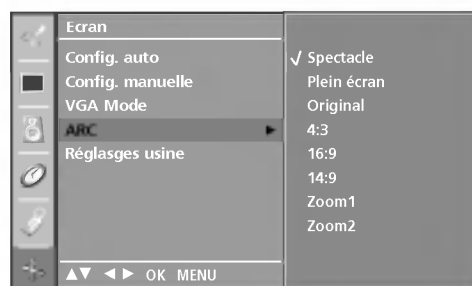 Ecran
Config. auto
Config. manuelle
VGA Mode
ARC
Réglasges usine
√ Spectacle
Plein écran
Original
4:3
16:9
14:9
Zoom1
Zoom2
▲▼ ◄ ► OK MENU